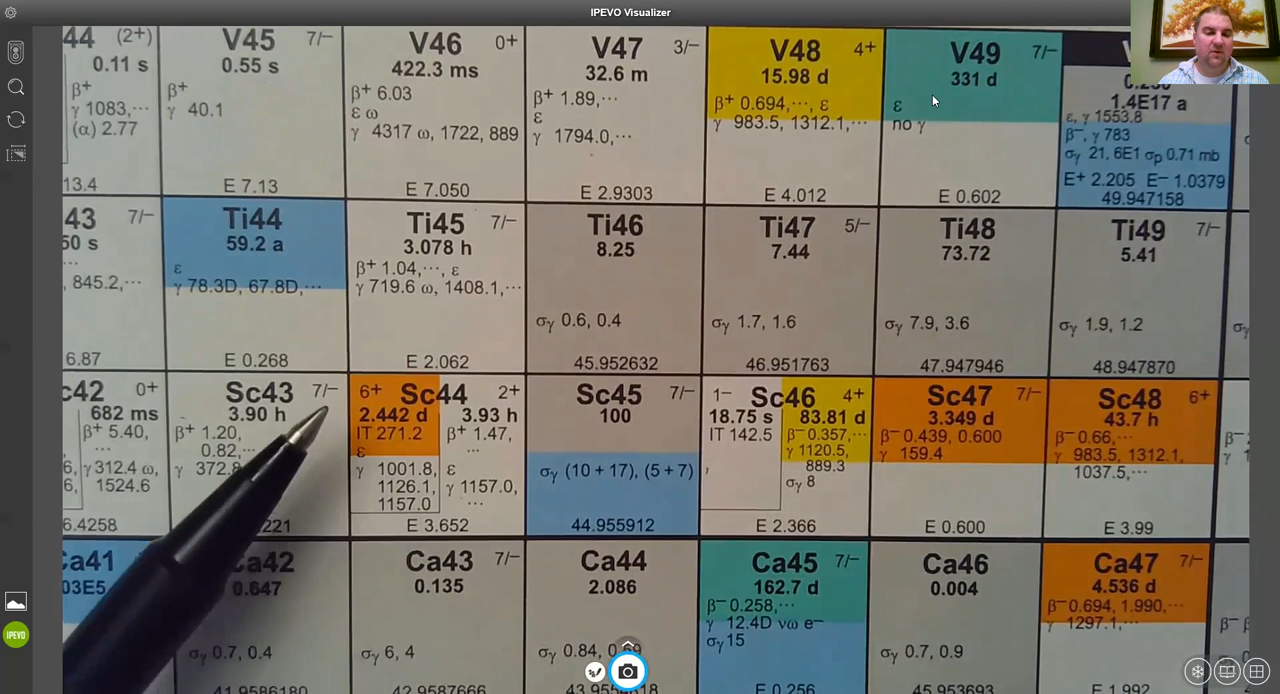 IPEVO Visualizer
44 (2+)
0.11 s
β+
γ 1083,···
(α) 2.77
13.4
V45 7/−
0.55 s
β+
γ 40.1
E 7.13
V46 0+
422.3 ms
β+ 6.03
ε ω
γ 4317 ω, 1722, 889
E 7.050
V47 3/−
32.6 m
β+ 1.89,···
ε
γ 1794.0,···
E 2.9303
V48 4+
15.98 d
β+ 0.694,···, ε
γ 983.5, 1312.1,···
E 4.012
V49 7/−
331 d
ε
no γ
E 0.602
1.4E17 a
ε, γ 1553.8
β−, γ 783
σγ 21, 6E1 σp 0.71 mb
E+ 2.205 E− 1.0379
49.947158
43 7/−
50 s
···
, 845.2,···
6.87
Ti44
59.2 a
ε
γ 78.3D, 67.8D,···
E 0.268
Ti45 7/−
3.078 h
β+ 1.04,···, ε
γ 719.6 ω, 1408.1,···
E 2.062
Ti46
8.25
σγ 0.6, 0.4
45.952632
Ti47 5/−
7.44
σγ 1.7, 1.6
46.951763
Ti48
73.72
σγ 7.9, 3.6
47.947946
Ti49 7/−
5.41
σγ 1.9, 1.2
48.947870
c42 0+
682 ms
β+ 5.40,
···
6, γ 312.4 ω,
6, 1524.6
6.4258
Sc43 7/−
3.90 h
β+ 1.20,
0.82,···
γ 372.8
221
6+ Sc44 2+
2.442 d 3.93 h
IT 271.2 β+ 1.47,
ε ···
γ 1001.8, ε
1126.1, γ 1157.0,
1157.0 ···
E 3.652
Sc45 7/−
100
σγ (10 + 17), (5 + 7)
44.955912
1− Sc46 4+
18.75 s 83.81 d
IT 142.5 β− 0.357,···
γ 1120.5,
889.3
σγ 8
E 2.366
Sc47 7/−
3.349 d
β− 0.439, 0.600
γ 159.4
E 0.600
Sc48 6+
43.7 h
β− 0.66,···
γ 983.5, 1312.1,
1037.5,···
E 3.99
Ca41
03E5
Ca42
0.647
σγ 0.7, 0.4
41.9586180
Ca43 7/−
0.135
σγ 6, 4
42.9587666
Ca44
2.086
σγ 0.84, 0.69
Ca45 7/−
162.7 d
β− 0.258,···
γ 12.4D νω e−
σγ 15
E 0.256
Ca46
0.004
σγ 0.7, 0.9
45.953693
Ca47 7/−
4.536 d
β− 0.694, 1.990,···
γ 1297.1,···
E 1.992
IPEVO